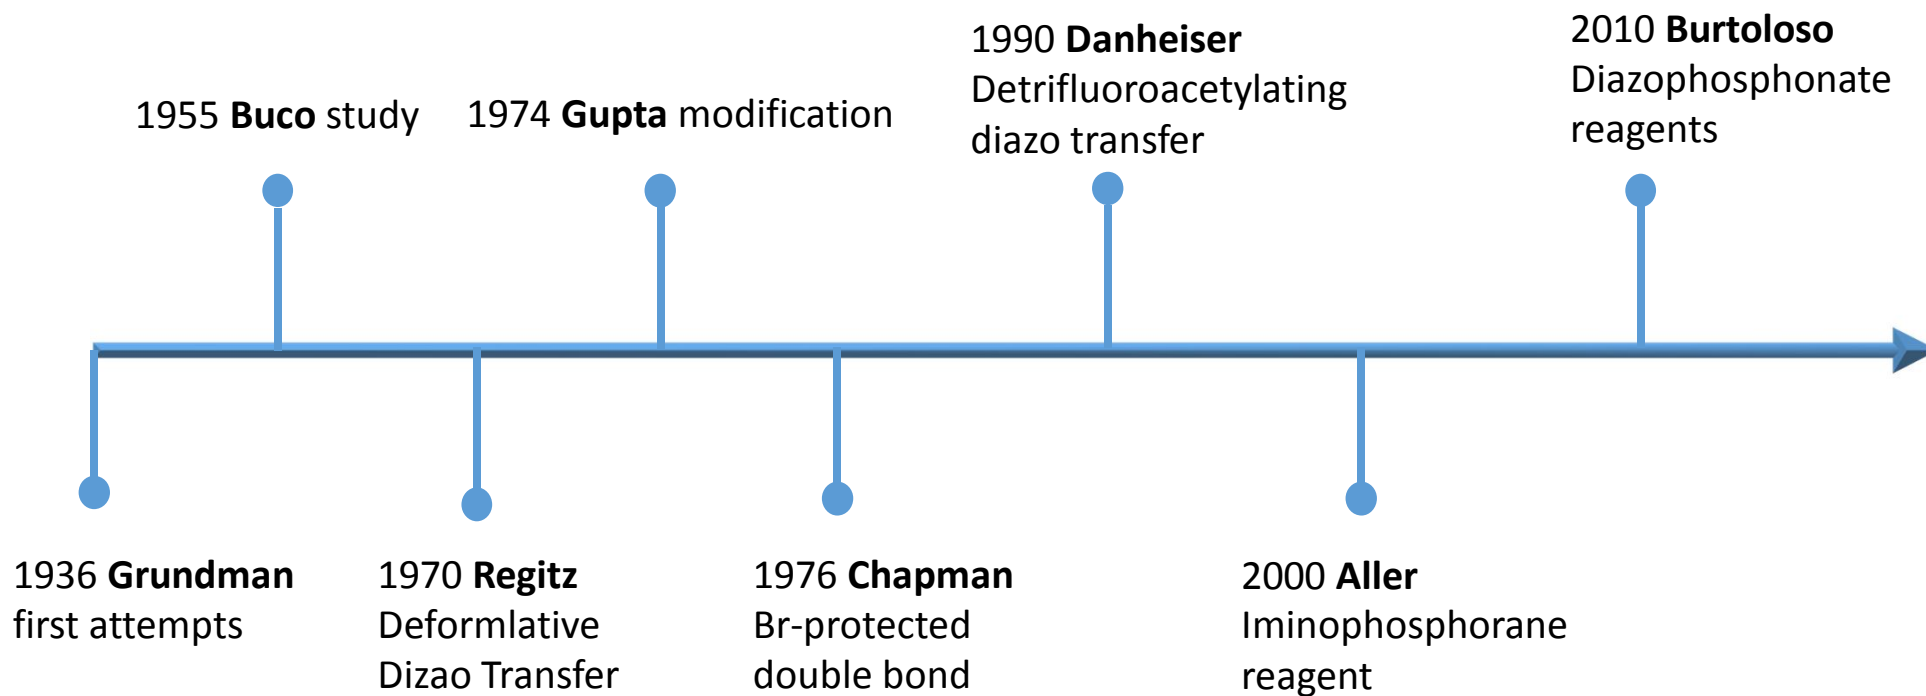 1936 Grundman
first attempts
1955 Buco study
1970 Regitz
Deformlative
Dizao Transfer
1974 Gupta modification
1976 Chapman
Br-protected
double bond
1990 Danheiser
Detrifluoroacetylating
diazo transfer
2000 Aller
Iminophosphorane
reagent
2010 Burtoloso
Diazophosphonate
reagents